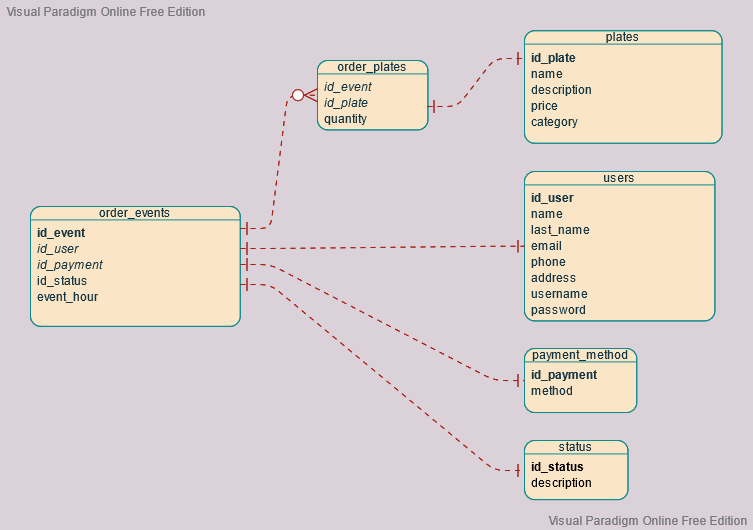 Visual Paradigm Online Free Edition
order_plates
id_event
id_plate
quantity
plates
id_plate
name
description
price
category
order_events
id_event
id_user
id_payment
id_status
event_hour
users
id_user
name
last_name
email
phone
address
username
password
payment_method
id_payment
method
status
id_status
description
Visual Paradigm Online Free Edition